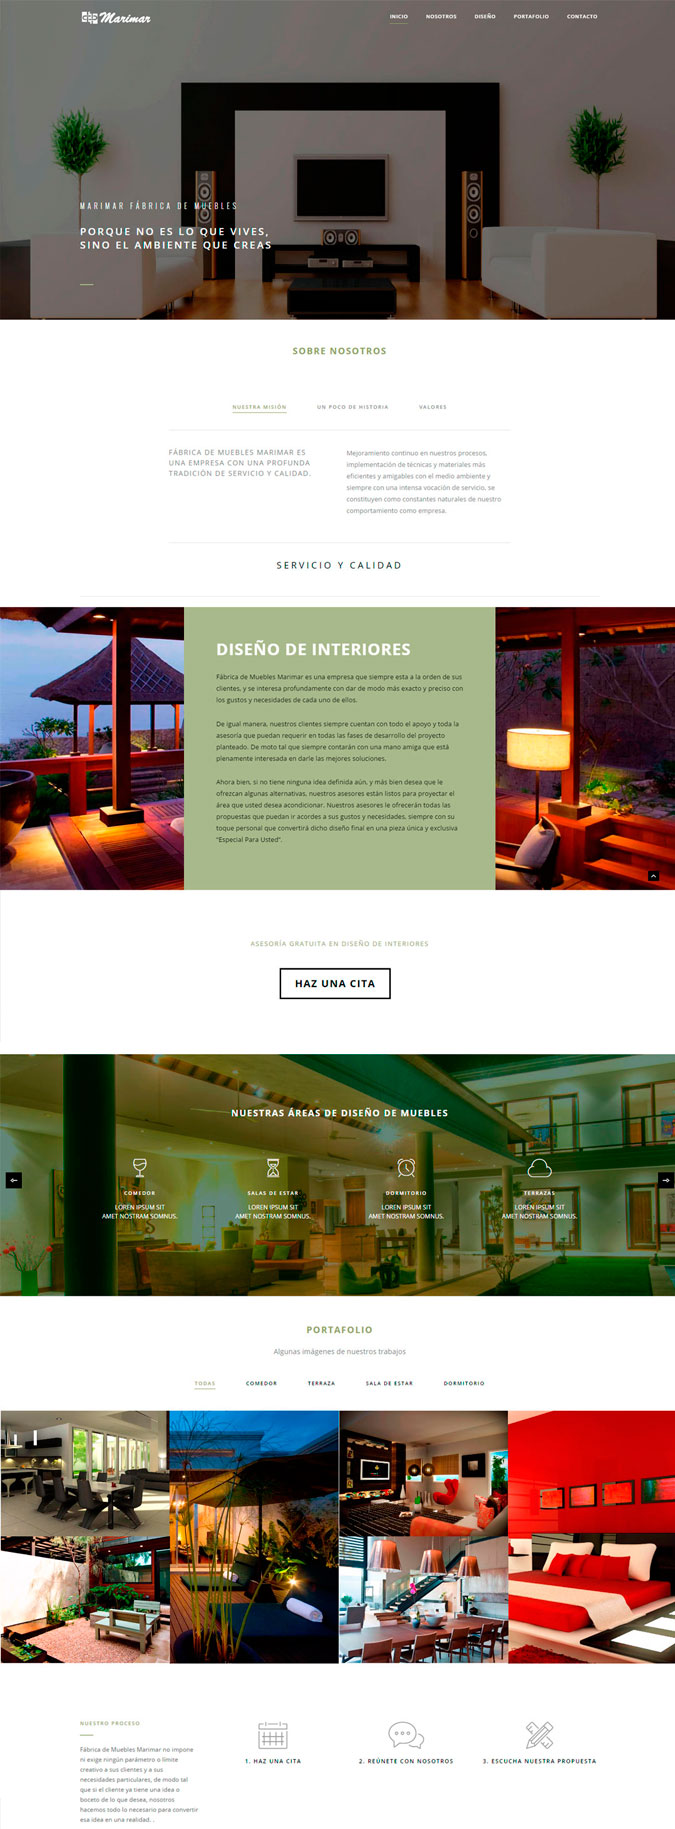 Marimar
INICIO
NOSOTROS
DISEÑO
PORTAFOLIO
CONTACTO
MARIMAR FÁBRICA DE MUEBLES
PORQUE NO ES LO QUE VIVES,
SINO EL AMBIENTE QUE CREAS
SOBRE NOSOTROS
NUESTRA MISIÓN
UN POCO DE HISTORIA
VALORES
FÁBRICA DE MUEBLES MARIMAR ES
UNA EMPRESA CON UNA PROFUNDA
TRADICIÓN DE SERVICIO Y CALIDAD.
Mejoramiento continuo en nuestros procesos,
implementación de técnicas y materiales más
eficientes y amigables con el medio ambiente y
siempre con una intensa vocación de servicio, se
constituyen como constantes naturales de nuestro
comportamiento como empresa.
SERVICIO Y CALIDAD
DISEÑO DE INTERIORES
Fábrica de Muebles Marimar es una empresa que siempre esta a la orden de sus
clientes, y se interesa profundamente con dar de modo más exacto y preciso con
los gustos y necesidades de cada uno de ellos.
De igual manera, nuestros clientes siempre cuentan con todo el apoyo y toda la
asesoría que puedan requerir en todas las fases de desarrollo del proyecto
planteado. De moto tal que siempre contarán con una mano amiga que está
plenamente interesada en darle las mejores soluciones.
Ahora bien, si no tiene ninguna idea definida aún, y más bien desea que le
ofrezcan algunas alternativas, nuestros asesores están listos para proyectar el
área que usted desea acondicionar. Nuestros asesores le ofrecerán todas las
propuestas que puedan ir acordes a sus gustos y necesidades, siempre con su
toque personal que convertirá dicho diseño final en una pieza única y exclusiva
"Especial Para Usted".
ASESORÍA GRATUITA EN DISEÑO DE INTERIORES
HAZ UNA CITA
NUESTRAS ÁREAS DE DISEÑO DE MUEBLES
COMEDOR
LOREN IPSUM SIT
AMET NOSTRAM SOMNUS.
SALAS DE ESTAR
LOREN IPSUM SIT
AMET NOSTRAM SOMNUS.
DORMITORIO
LOREN IPSUM SIT
AMET NOSTRAM SOMNUS.
TERRAZAS
LOREN IPSUM SIT
AMET NOSTRAM SOMNUS.
PORTAFOLIO
Algunas imágenes de nuestros trabajos
TODAS
COMEDOR
TERRAZA
SALA DE ESTAR
DORMITORIO
NUESTRO PROCESO
Fábrica de Muebles Marimar no impone
ni exige ningún parámetro o límite
creativo a sus clientes y a sus
necesidades particulares, de modo tal
que si el cliente ya tiene una idea o
boceto de lo que desea, nosotros
hacemos todo lo necesario para convertir
esa idea en una realidad. .
1. HAZ UNA CITA
2. REÚNETE CON NOSOTROS
3. ESCUCHA NUESTRA PROPUESTA